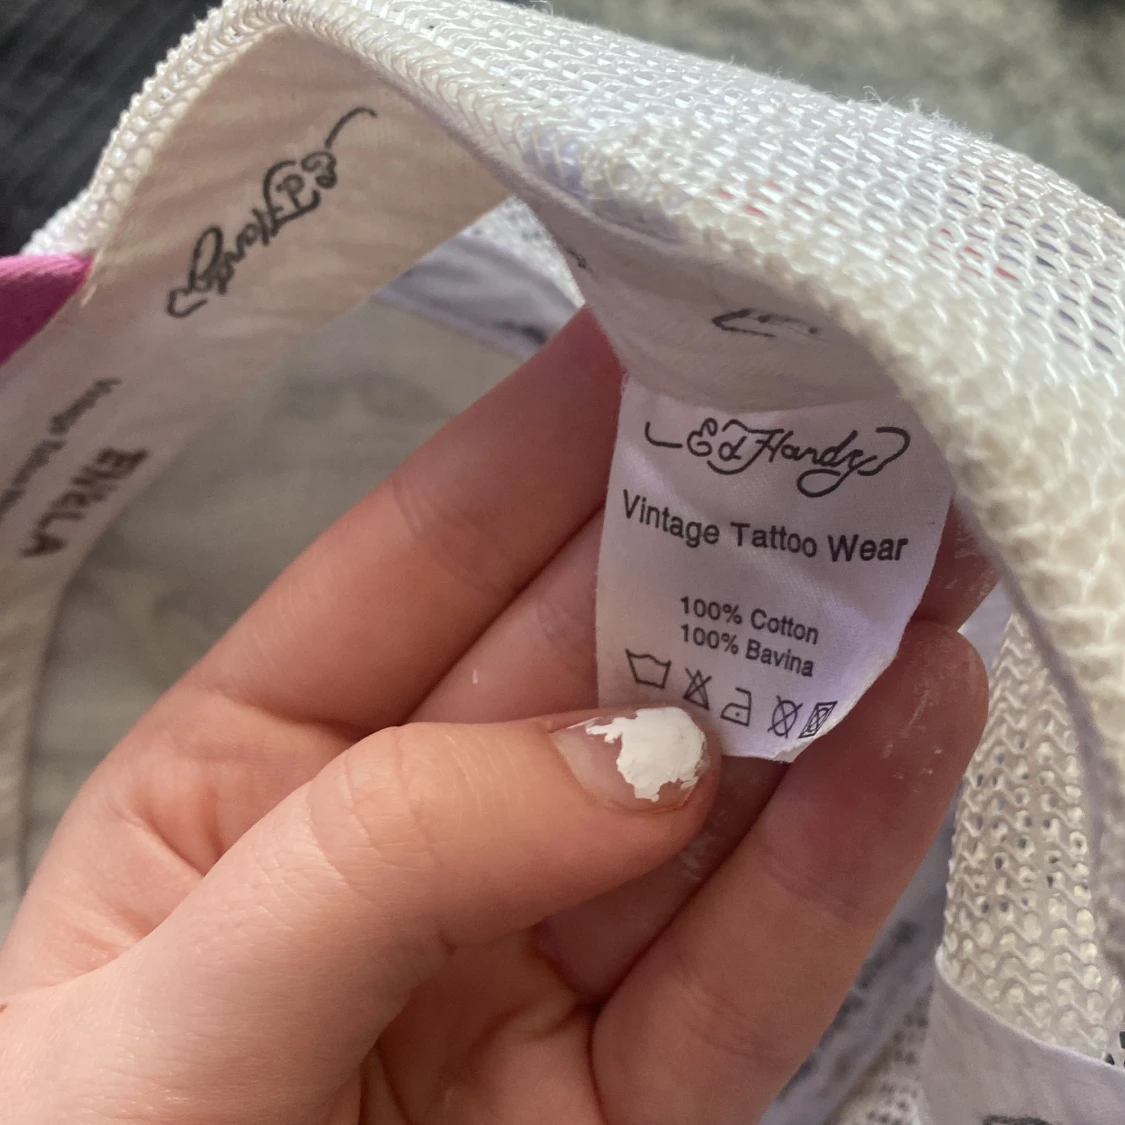 Ed Hardy
Ed Hardy
Vintage Tattoo Wear
100% Cotton
100% Bavina